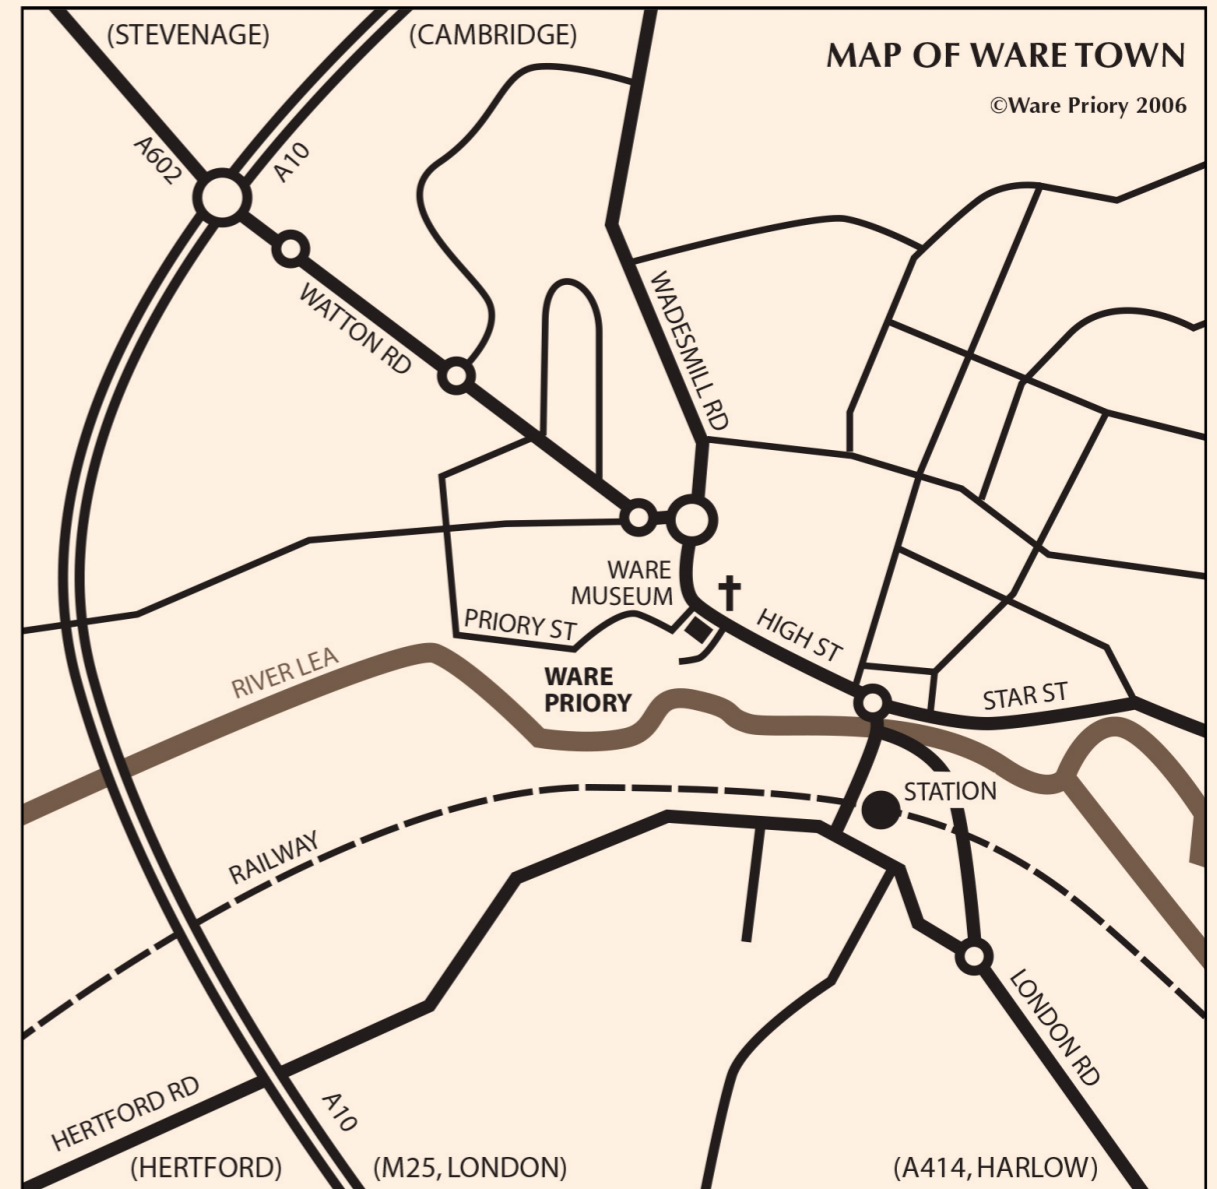 (STEVENAGE)
(CAMBRIDGE)
MAP OF WARE TOWN
©Ware Priory 2006
A602
A10
WATTON RD
WADESMILL RD
WARE
MUSEUM
HIGH ST
PRIORY ST
RIVER LEA
WARE
PRIORY
STAR ST
STATION
RAILWAY
LONDON RD
HERTFORD RD
A10
(HERTFORD)
(M25, LONDON)
(A414, HARLOW)